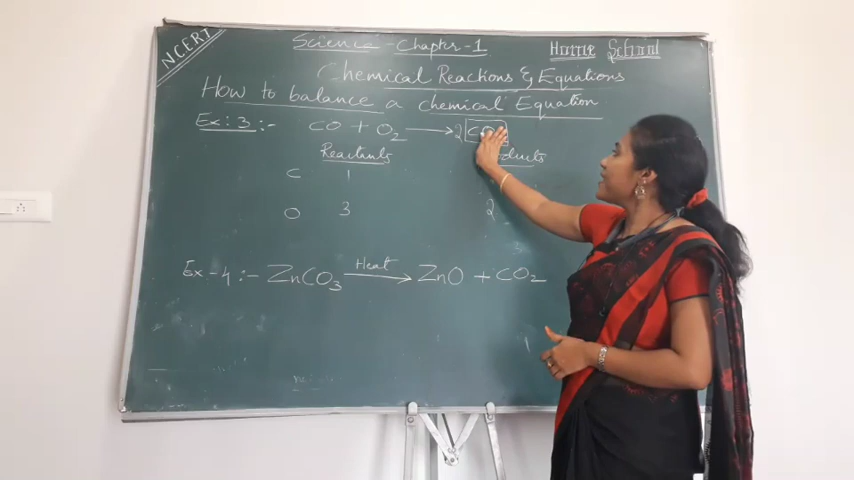 NCERT
Science - Chapter-1
Home School
Chemical Reactions & Equations
How to balance a chemical Equation
Ex: 3 :- CO + O2 → 2 CO
Reactants
C 1
O 3 2
Ex - 4 :- ZnCO3 Heat → ZnO + CO2